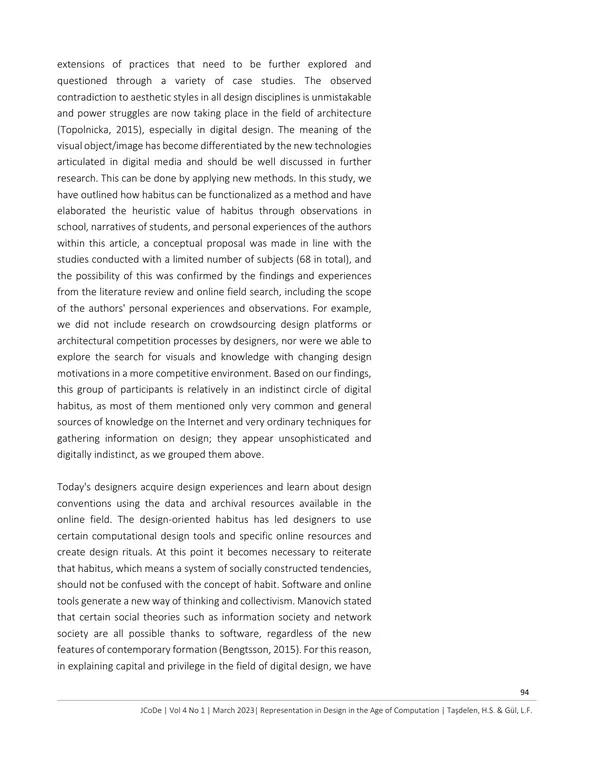 extensions of practices that need to be further explored and
questioned through a variety of case studies. The observed
contradiction to aesthetic styles in all design disciplines is unmistakable
and power struggles are now taking place in the field of architecture
(Topolnicka, 2015), especially in digital design. The meaning of the
visual object/image has become differentiated by the new technologies
articulated in digital media and should be well discussed in further
research. This can be done by applying new methods. In this study, we
have outlined how habitus can be functionalized as a method and have
elaborated the heuristic value of habitus through observations in
school, narratives of students, and personal experiences of the authors
within this article, a conceptual proposal was made in line with the
studies conducted with a limited number of subjects (68 in total), and
the possibility of this was confirmed by the findings and experiences
from the literature review and online field search, including the scope
of the authors' personal experiences and observations. For example,
we did not include research on crowdsourcing design platforms or
architectural competition processes by designers, nor were we able to
explore the search for visuals and knowledge with changing design
motivations in a more competitive environment. Based on our findings,
this group of participants is relatively in an indistinct circle of digital
habitus, as most of them mentioned only very common and general
sources of knowledge on the Internet and very ordinary techniques for
gathering information on design; they appear unsophisticated and
digitally indistinct, as we grouped them above.
Today's designers acquire design experiences and learn about design
conventions using the data and archival resources available in the
online field. The design-oriented habitus has led designers to use
certain computational design tools and specific online resources and
create design rituals. At this point it becomes necessary to reiterate
that habitus, which means a system of socially constructed tendencies,
should not be confused with the concept of habit. Software and online
tools generate a new way of thinking and collectivism. Manovich stated
that certain social theories such as information society and network
society are all possible thanks to software, regardless of the new
features of contemporary formation (Bengtsson, 2015). For this reason,
in explaining capital and privilege in the field of digital design, we have
94
JCoDe | Vol 4 No 1 | March 2023| Representation in Design in the Age of Computation | Taşdelen, H.S. & Gül, L.F.